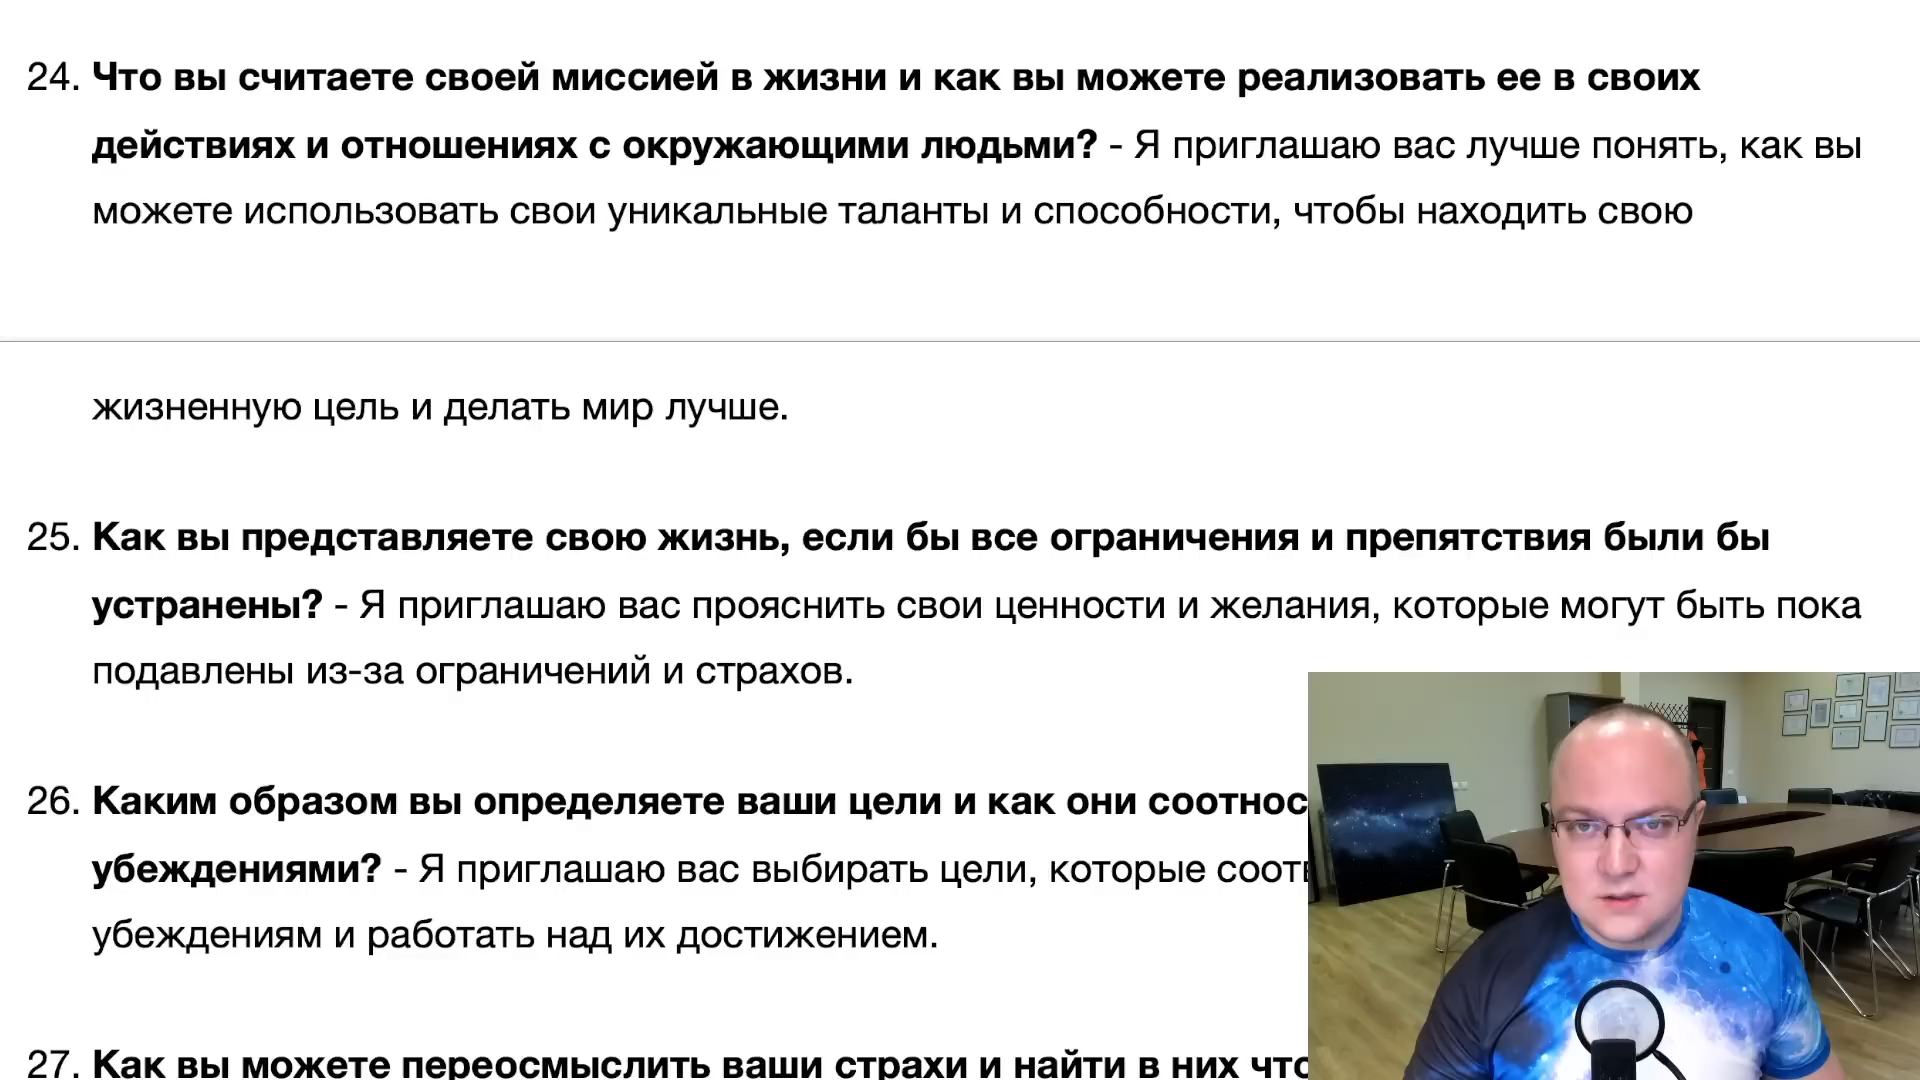 24. Что вы считаете своей миссией в жизни и как вы можете реализовать ее в своих
действиях и отношениях с окружающими людьми? - Я приглашаю вас лучше понять, как вы
можете использовать свои уникальные таланты и способности, чтобы находить свою
жизненную цель и делать мир лучше.
25. Как вы представляете свою жизнь, если бы все ограничения и препятствия были бы
устранены? - Я приглашаю вас прояснить свои ценности и желания, которые могут быть пока
подавлены из-за ограничений и страхов.
26. Каким образом вы определяете ваши цели и как они
убеждениями? - Я приглашаю вас выбирать цели, которые
убеждениям и работать над их достижением.
27. Как вы можете переосмыслить ваши страхи и найти в них